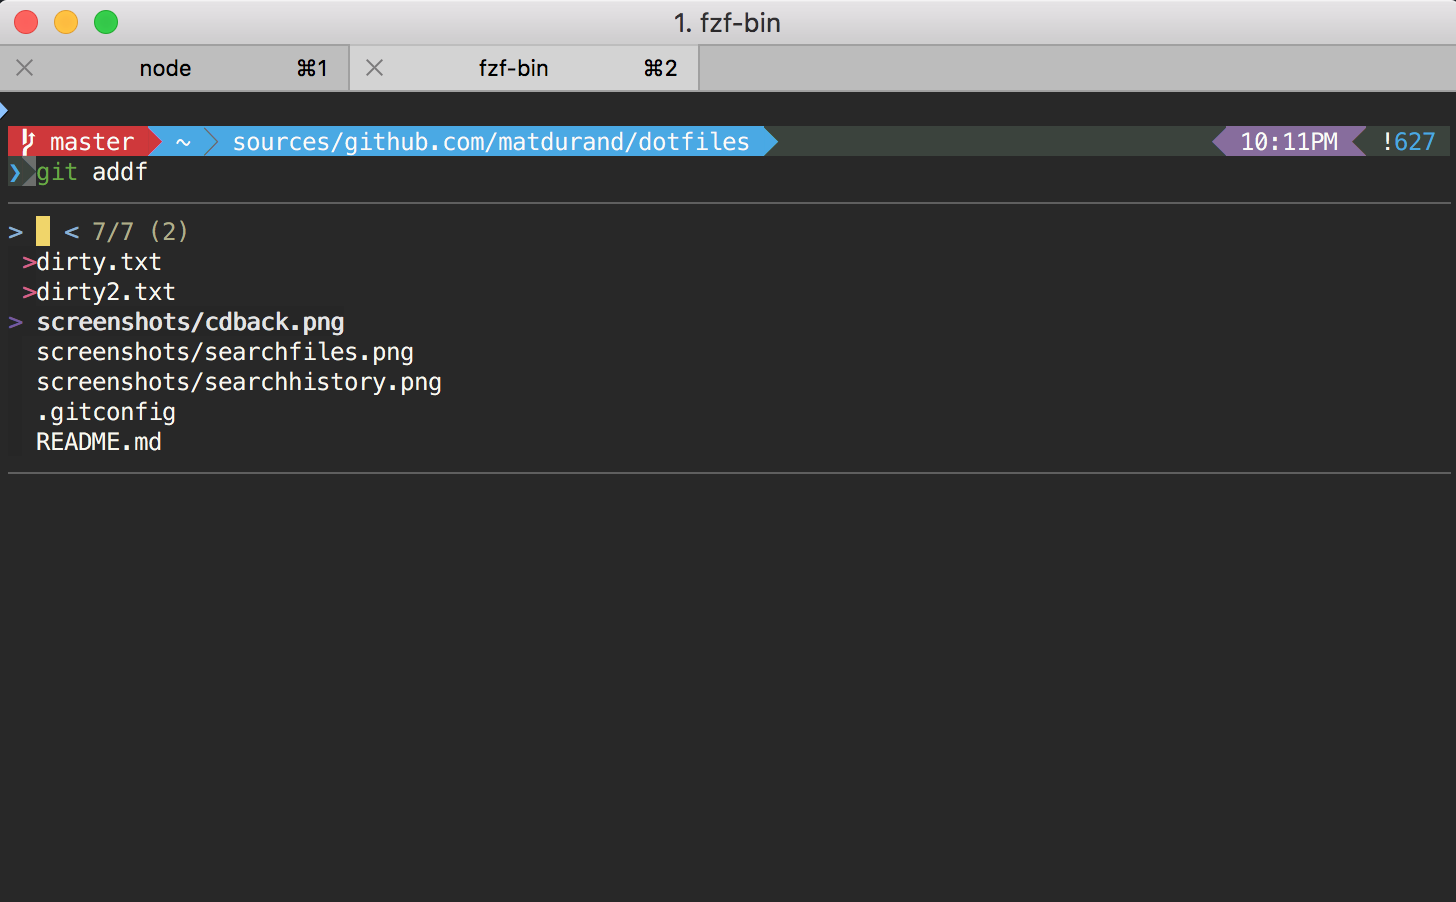 1. fzf-bin
node ⌘1 fzf-bin ⌘2
master ~ sources/github.com/matdurand/dotfiles 10:11PM !627
❯ git addf
> < 7/7 (2)
>dirty.txt
>dirty2.txt
> screenshots/cdback.png
screenshots/searchfiles.png
screenshots/searchhistory.png
.gitconfig
README.md